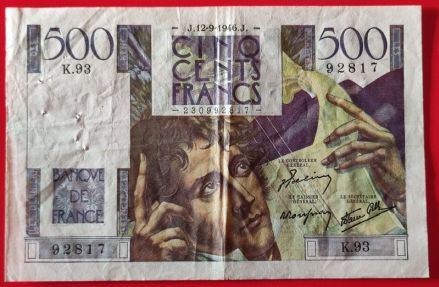 J.12-9-1946.J.
500
CINQ
CENTS
FRANCS
500
K.93
92817
230992817
LE CONTRÔLEUR
GÉNÉRAL,
LE CAISSIER
GÉNÉRAL,
LE SECRÉTAIRE
GÉNÉRAL,
BANQUE
DE
FRANCE
92817
K.93